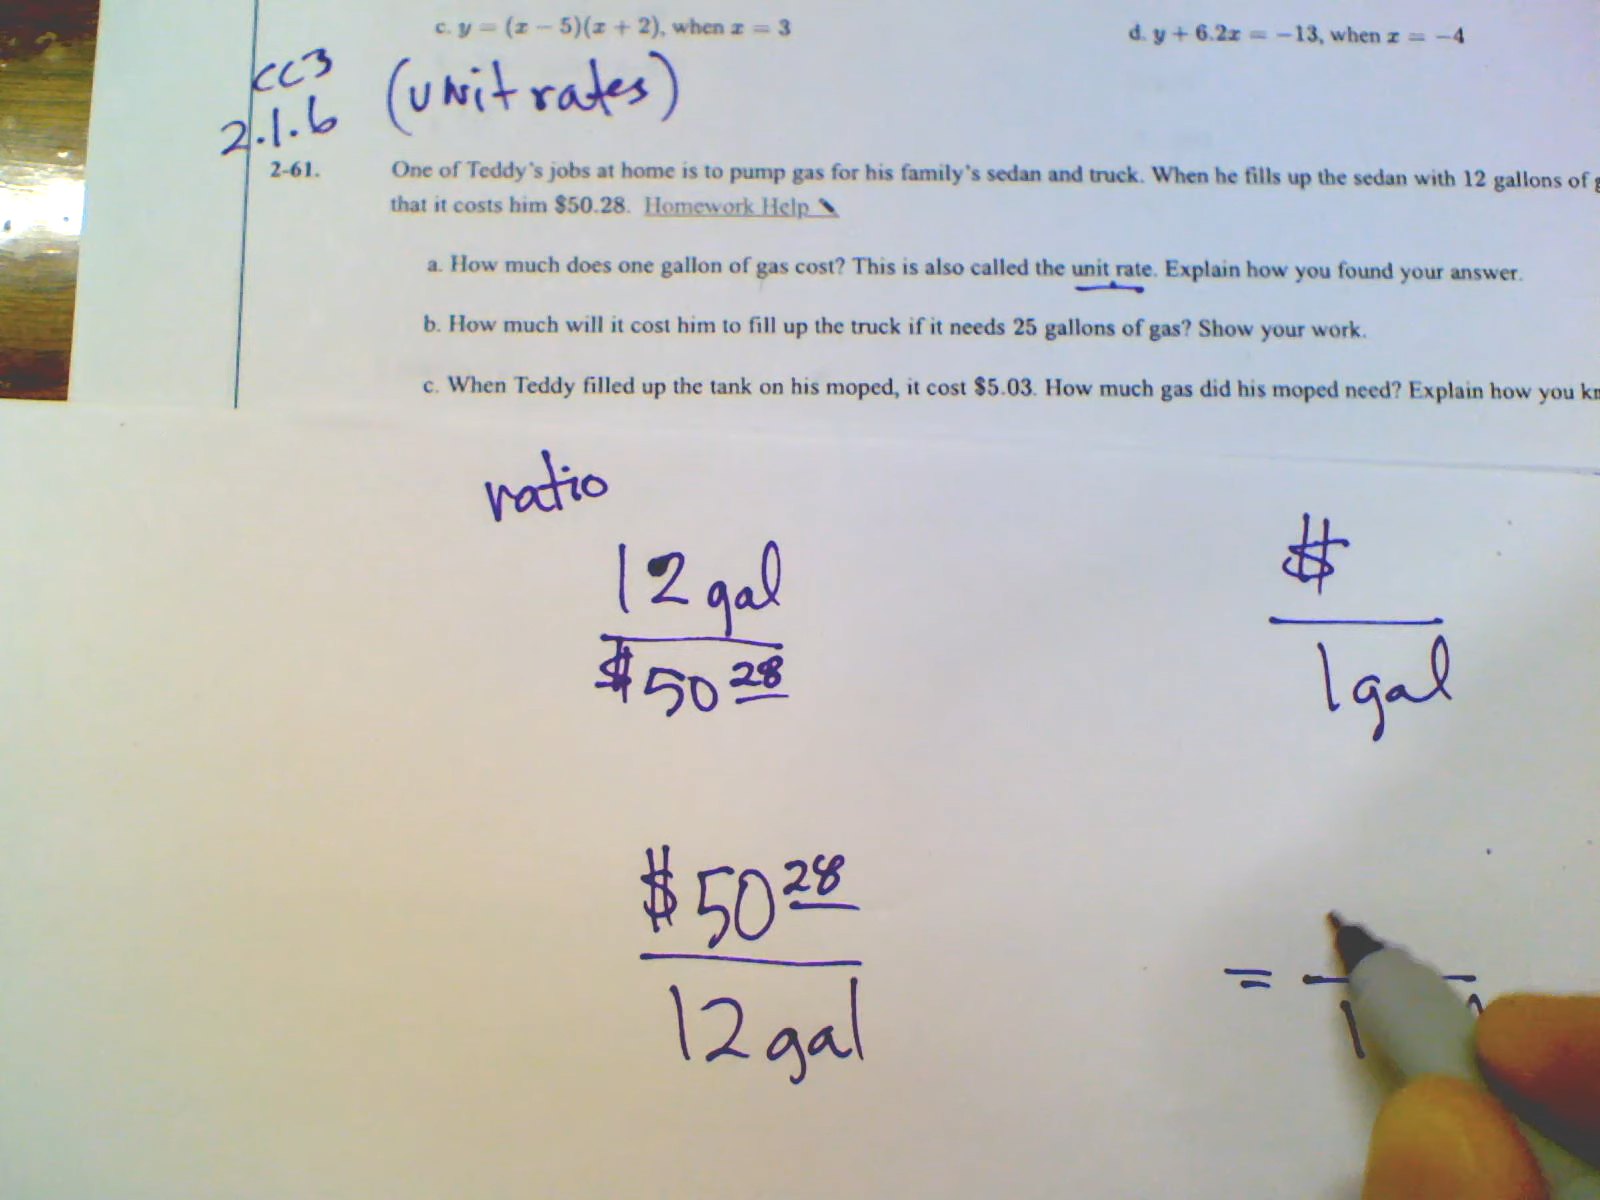 c. y = (x − 5)(x + 2), when x = 3
d. y + 6.2x = −13, when x = −4
CC3 (unit rates)
2.1.6
2-61. One of Teddy's jobs at home is to pump gas for his family's sedan and truck. When he fills up the sedan with 12 gallons of
that it costs him $50.28. Homework Help
a. How much does one gallon of gas cost? This is also called the unit rate. Explain how you found your answer.
b. How much will it cost him to fill up the truck if it needs 25 gallons of gas? Show your work.
c. When Teddy filled up the tank on his moped, it cost $5.03. How much gas did his moped need? Explain how you
ratio
12 gal
$50 28
$
1 gal
$50 28
12 gal
=
1